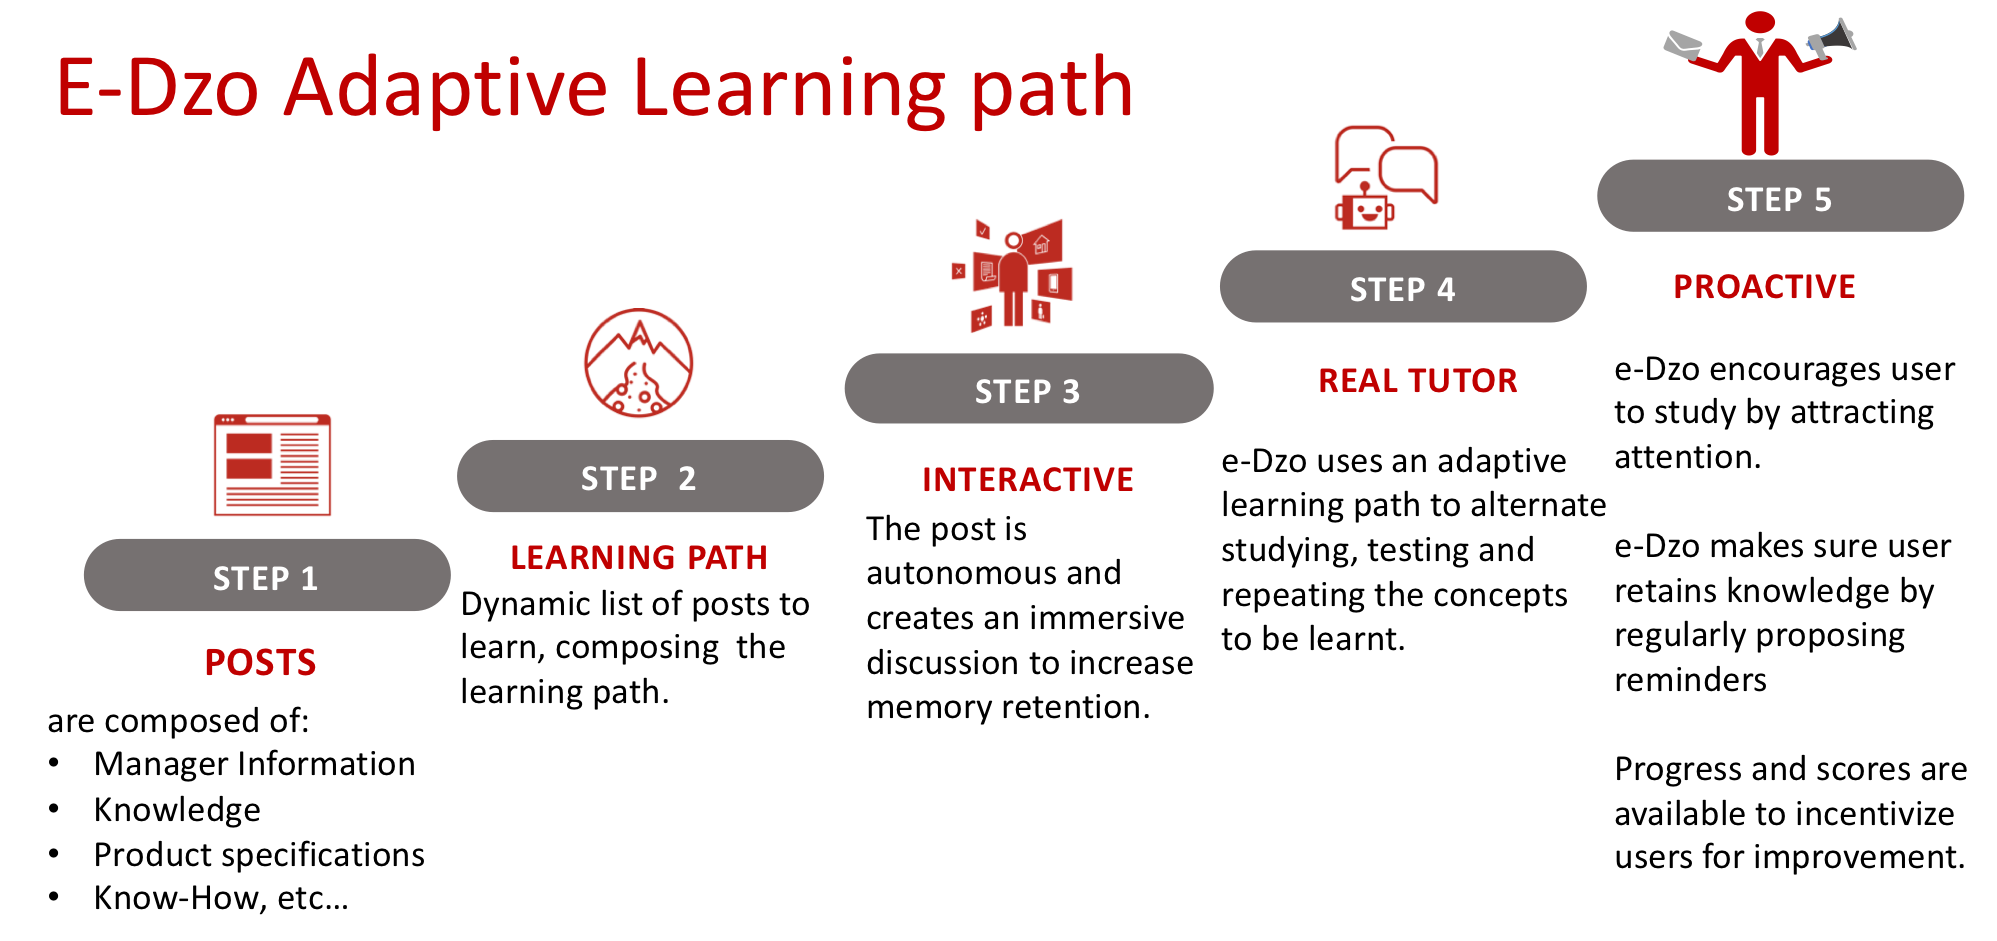 E-Dzo Adaptive Learning path
STEP 1
POSTS
are composed of:
• Manager Information
• Knowledge
• Product specifications
• Know-How, etc...
STEP  2
LEARNING PATH
Dynamic list of posts to
learn, composing  the
learning path.
STEP 3
INTERACTIVE
The post is
autonomous and
creates an immersive
discussion to increase
memory retention.
STEP 4
REAL TUTOR
e-Dzo uses an adaptive
learning path to alternate
studying, testing and
repeating the concepts
to be learnt.
STEP 5
PROACTIVE
e-Dzo encourages user
to study by attracting
attention.
e-Dzo makes sure user
retains knowledge by
regularly proposing
reminders
Progress and scores are
available to incentivize
users for improvement.